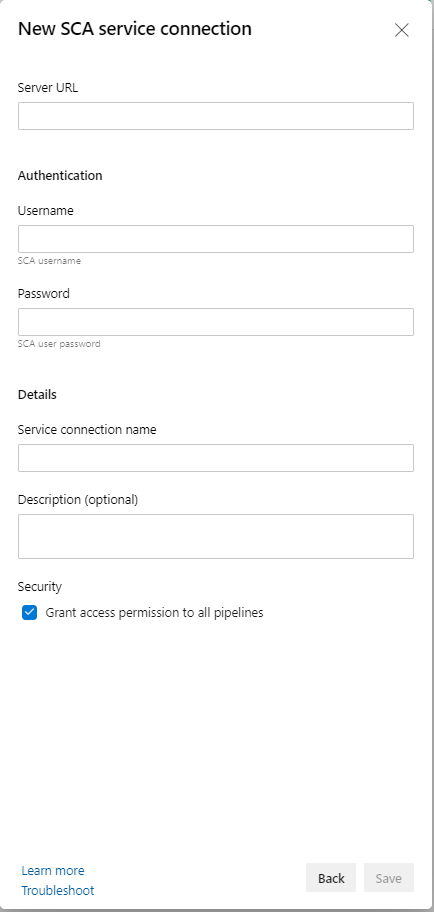 New SCA service connection
Server URL
Authentication
Username
SCA username
Password
SCA user password
Details
Service connection name
Description (optional)
Security
Grant access permission to all pipelines
Learn more
Troubleshoot
Back
Save